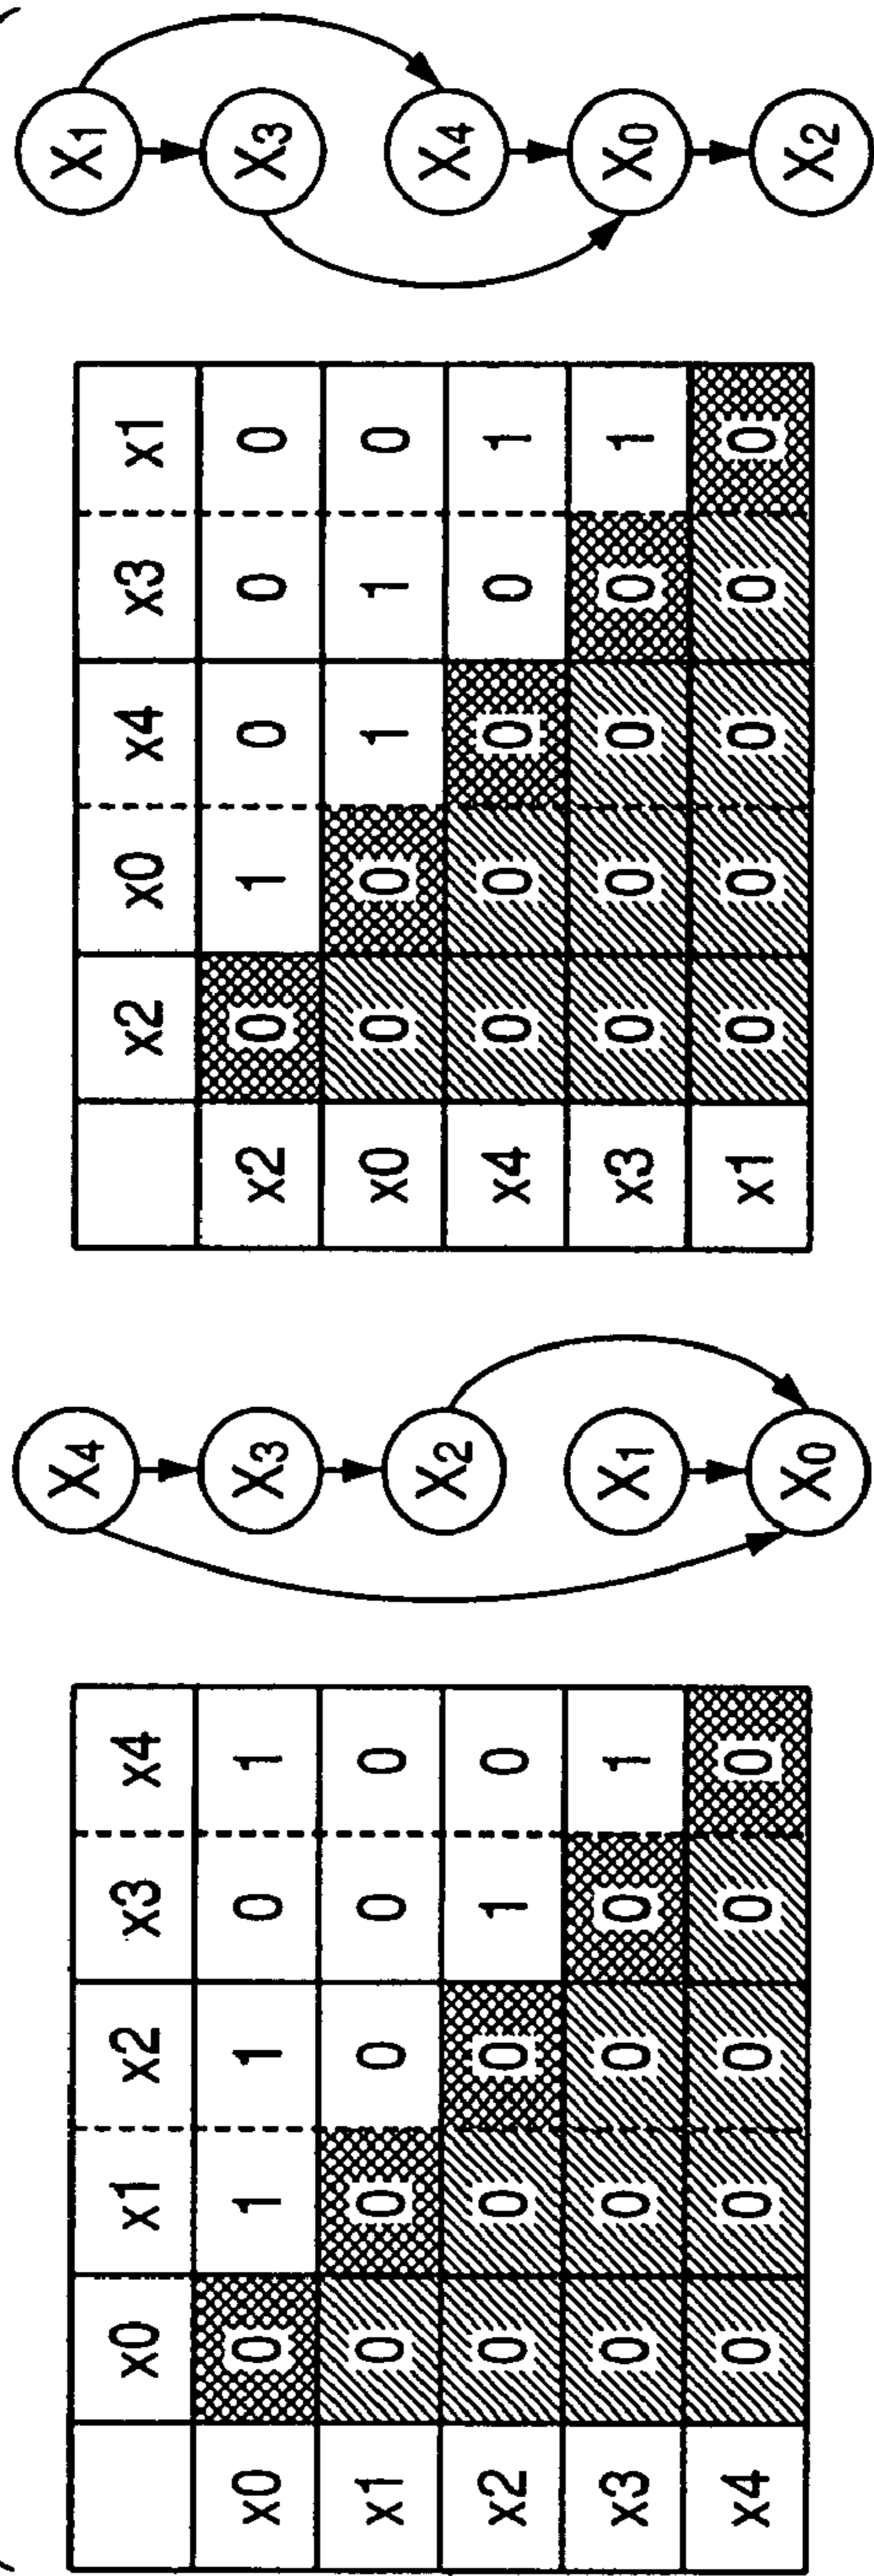 x0 x1 x2 x3 x4
x0 0 1 1 0 1
x1 0 0 0 0 0
x2 0 0 0 1 0
x3 0 0 0 0 1
x4 0 0 0 0 0
X4
X3
X2
X1
X0
x2 x0 x4 x3 x1
x2 0 1 0 0 0
x0 0 0 1 1 0
x4 0 0 0 0 1
x3 0 0 0 0 1
x1 0 0 0 0 0
X1
X3
X4
X0
X2